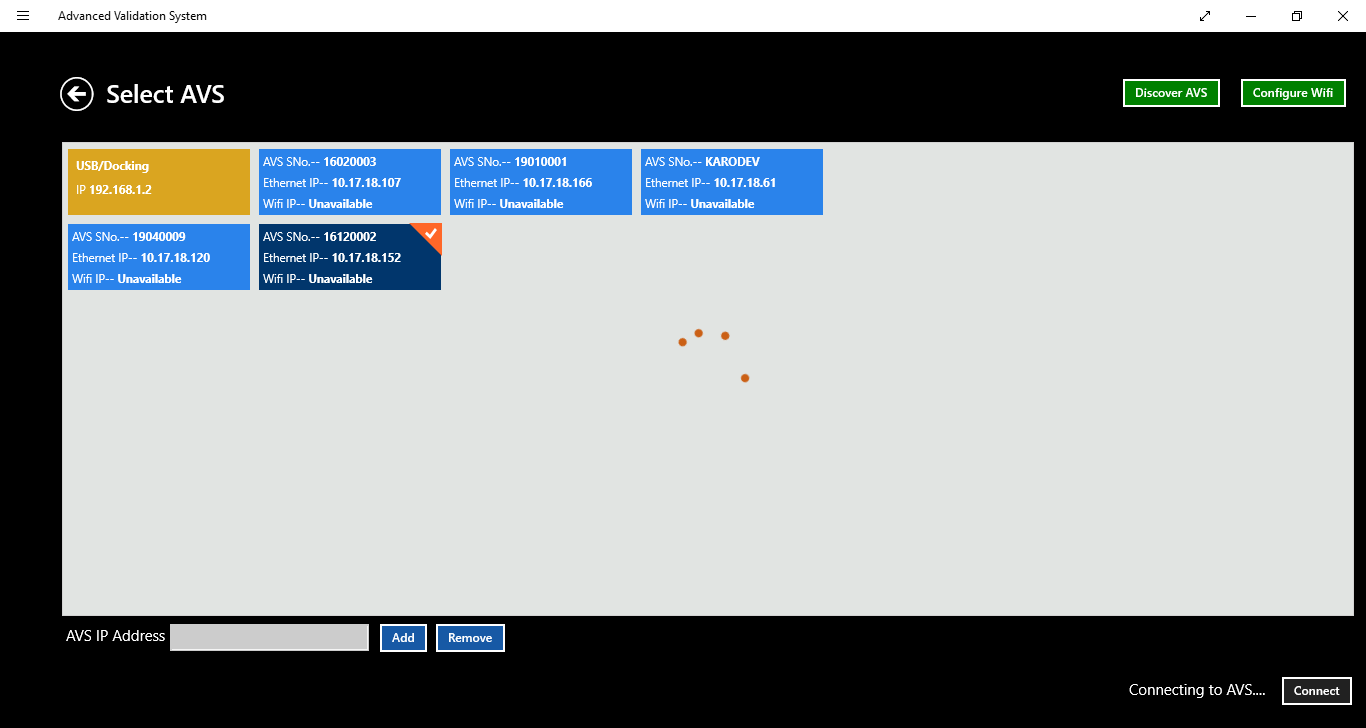 Advanced Validation System
Select AVS
Discover AVS
Configure Wifi
USB/Docking
IP 192.168.1.2
AVS SNo.-- 16020003
Ethernet IP-- 10.17.18.107
Wifi IP-- Unavailable
AVS SNo.-- 19010001
Ethernet IP-- 10.17.18.166
Wifi IP-- Unavailable
AVS SNo.-- KARODEV
Ethernet IP-- 10.17.18.61
Wifi IP-- Unavailable
AVS SNo.-- 19040009
Ethernet IP-- 10.17.18.120
Wifi IP-- Unavailable
AVS SNo.-- 16120002
Ethernet IP-- 10.17.18.152
Wifi IP-- Unavailable
AVS IP Address
Add
Remove
Connecting to AVS....
Connect